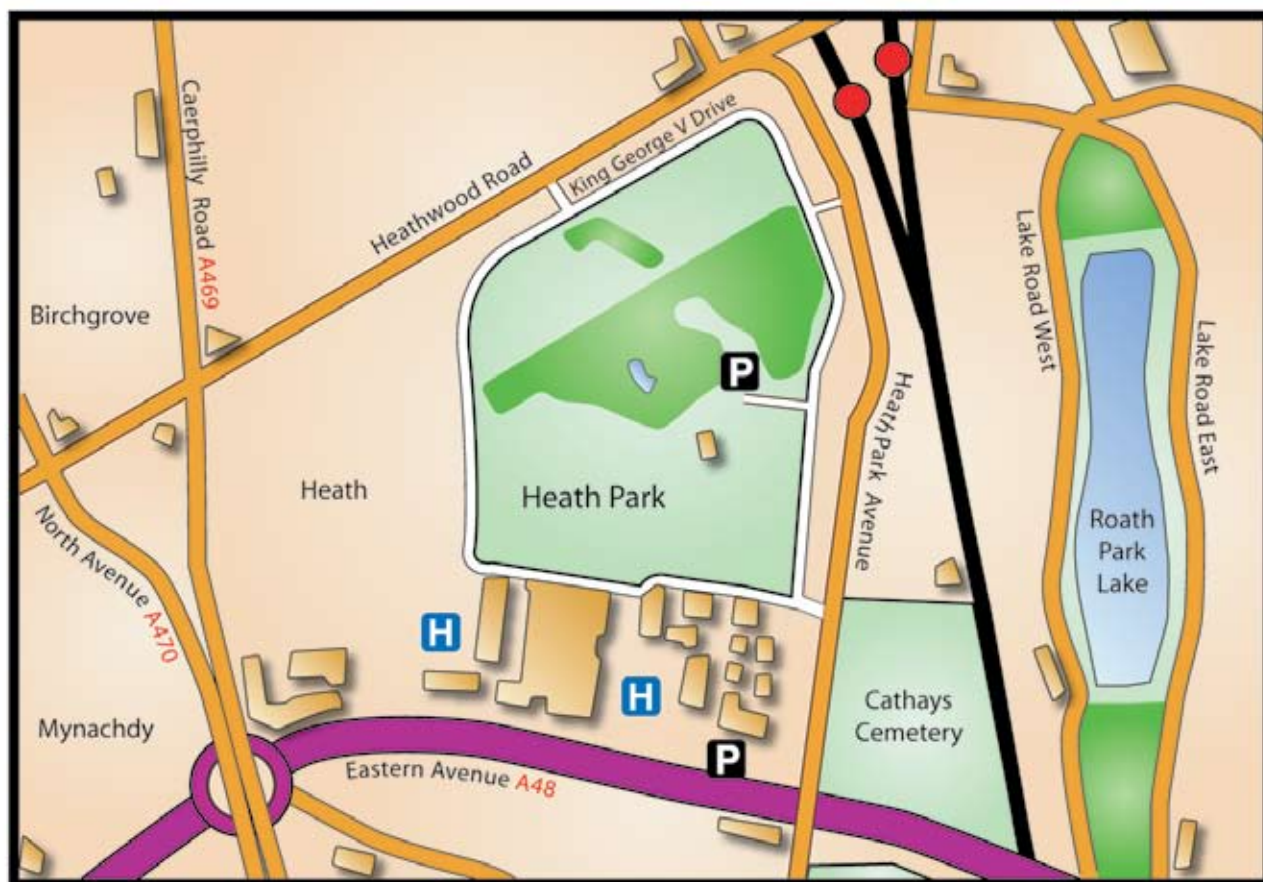 Caerphilly Road A469
Heathwood Road
King George V Drive
Birchgrove
Lake Road West
Lake Road East
P
Heath Park Avenue
Heath
Heath Park
Roath
Park
Lake
North Avenue A470
H
H
Cathays
Cemetery
Mynachdy
P
Eastern Avenue A48